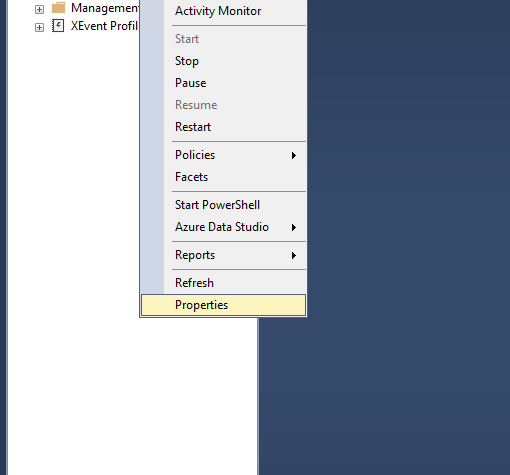 Activity Monitor
Management
XEvent Profil
Start
Stop
Pause
Resume
Restart
Policies
Facets
Start PowerShell
Azure Data Studio
Reports
Refresh
Properties